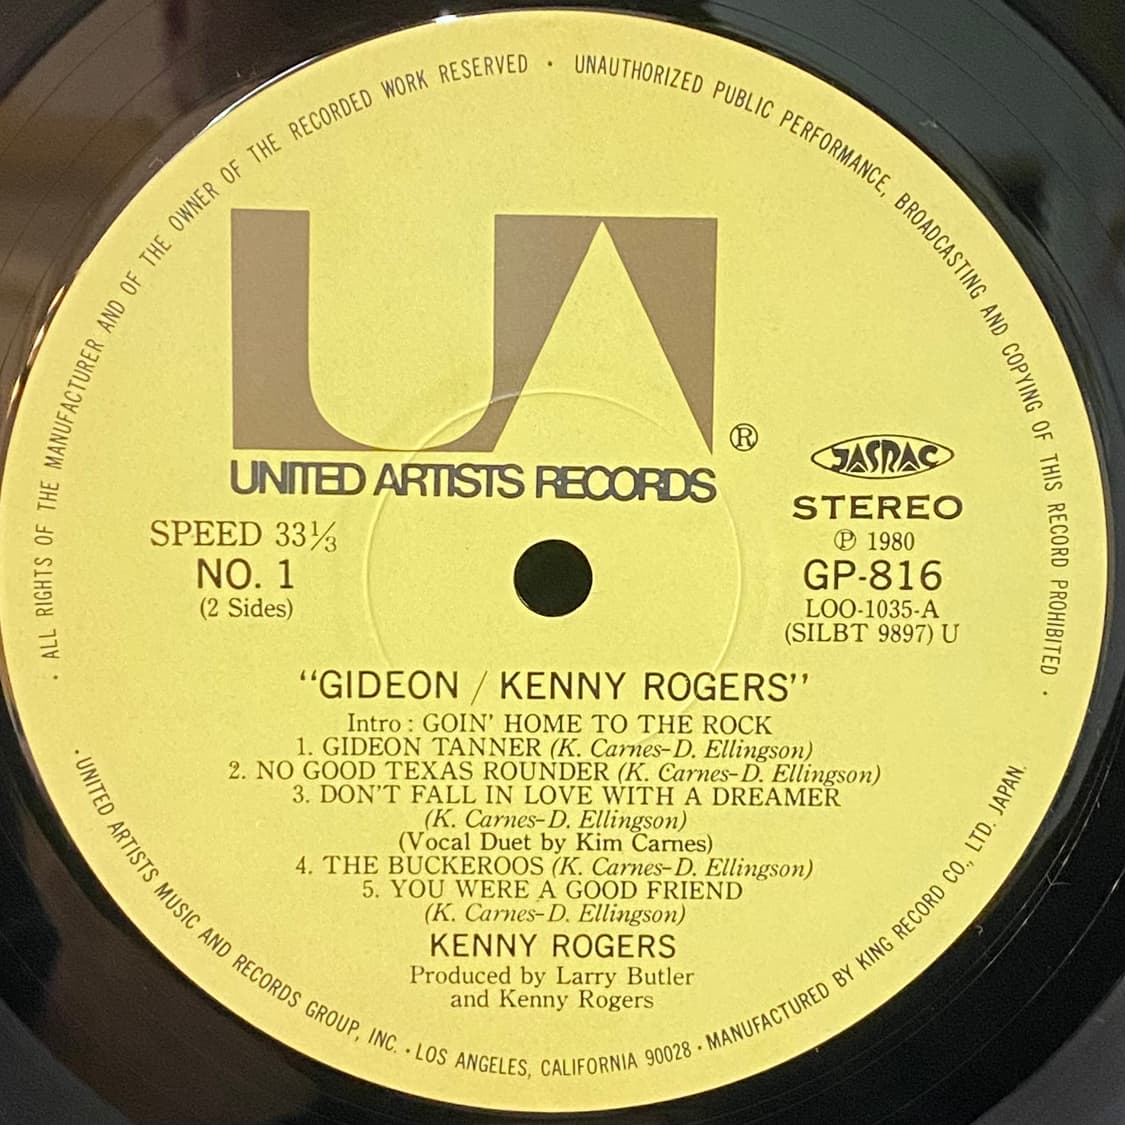 · ALL RIGHTS OF THE MANUFACTURER AND OF THE OWNER OF THE RECORDED WORK RESERVED · UNAUTHORIZED PUBLIC PERFORMANCE, BROADCASTING AND COPYING OF THIS RECORD PROHIBITED ·
UA
®
UNITED ARTISTS RECORDS
JASRAC
STEREO
SPEED 33⅓
Ⓟ 1980
NO. 1
GP-816
(2 Sides)
LOO-1035-A
(SILBT 9897) U
“GIDEON / KENNY ROGERS”
Intro : GOIN’ HOME TO THE ROCK
1. GIDEON TANNER (K. Carnes-D. Ellingson)
2. NO GOOD TEXAS ROUNDER (K. Carnes-D. Ellingson)
3. DON’T FALL IN LOVE WITH A DREAMER
(K. Carnes-D. Ellingson)
(Vocal Duet by Kim Carnes)
4. THE BUCKEROOS (K. Carnes-D. Ellingson)
5. YOU WERE A GOOD FRIEND
(K. Carnes-D. Ellingson)
KENNY ROGERS
Produced by Larry Butler
and Kenny Rogers
· UNITED ARTISTS MUSIC AND RECORDS GROUP, INC. · LOS ANGELES, CALIFORNIA 90028 · MANUFACTURED BY KING RECORD CO., LTD. JAPAN.